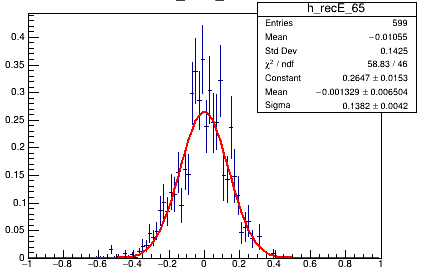 h_recE_65
Entries 599
Mean −0.01055
Std Dev 0.1425
χ² / ndf 58.83 / 46
Constant 0.2647 ± 0.0153
Mean −0.001329 ± 0.006504
Sigma 0.1382 ± 0.0042
0.4
0.35
0.3
0.25
0.2
0.15
0.1
0.05
0
−1 −0.8 −0.6 −0.4 −0.2 0 0.2 0.4 0.6 0.8 1